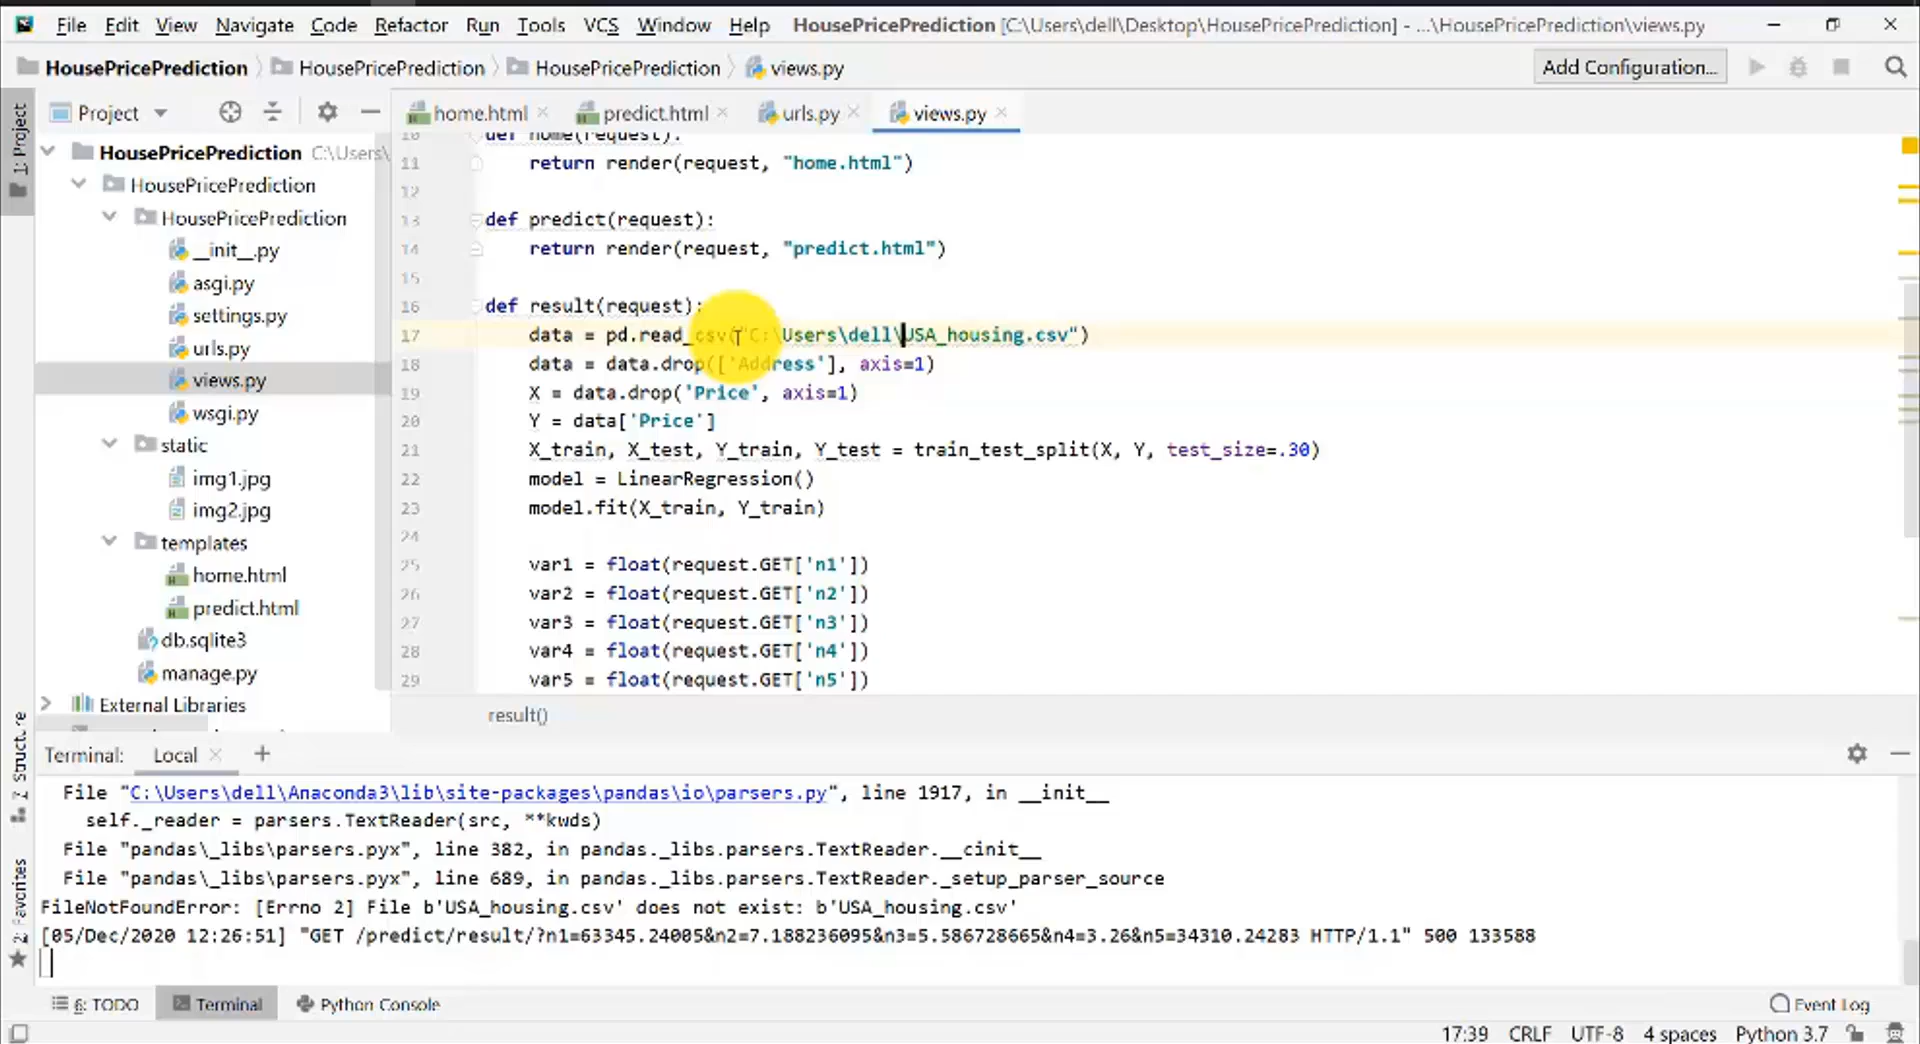 File Edit View Navigate Code Refactor Run Tools VCS Window Help HousePricePrediction [C:\Users\dell\Desktop\HousePricePrediction] - ...\HousePricePrediction\views.py
HousePricePrediction HousePricePrediction HousePricePrediction views.py Add Configuration...
1: Project
Project
home.html predict.html urls.py views.py
HousePricePrediction C:\Users\
HousePricePrediction
HousePricePrediction
__init__.py
asgi.py
settings.py
urls.py
views.py
wsgi.py
static
img1.jpg
img2.jpg
templates
home.html
predict.html
db.sqlite3
manage.py
External Libraries
10 def home(request):
11 return render(request, "home.html")
12
13 def predict(request):
14 return render(request, "predict.html")
15
16 def result(request):
17 data = pd.read_csv("C:\Users\dell\USA_housing.csv")
18 data = data.drop(['Address'], axis=1)
19 X = data.drop('Price', axis=1)
20 Y = data['Price']
21 X_train, X_test, Y_train, Y_test = train_test_split(X, Y, test_size=.30)
22 model = LinearRegression()
23 model.fit(X_train, Y_train)
24
25 var1 = float(request.GET['n1'])
26 var2 = float(request.GET['n2'])
27 var3 = float(request.GET['n3'])
28 var4 = float(request.GET['n4'])
29 var5 = float(request.GET['n5'])
result()
Z: Structure
2: Favorites
Terminal: Local +
File "C:\Users\dell\Anaconda3\lib\site-packages\pandas\io\parsers.py", line 1917, in __init__
self._reader = parsers.TextReader(src, **kwds)
File "pandas\_libs\parsers.pyx", line 382, in pandas._libs.parsers.TextReader.__cinit__
File "pandas\_libs\parsers.pyx", line 689, in pandas._libs.parsers.TextReader._setup_parser_source
FileNotFoundError: [Errno 2] File b'USA_housing.csv' does not exist: b'USA_housing.csv'
[05/Dec/2020 12:26:51] "GET /predict/result/?n1=63345.24005&n2=7.188236095&n3=5.586728665&n4=3.26&n5=34310.24283 HTTP/1.1" 500 133588
6: TODO Terminal Python Console Event Log
17:39 CRLF UTF-8 4 spaces Python 3.7